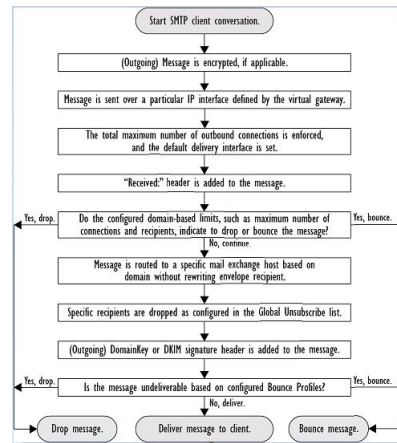 Start SMTP client conversation.
(Outgoing) Message is encrypted, if applicable.
Message is sent over a particular IP interface defined by the virtual gateway.
The total maximum number of outbound connections is enforced,
and the default delivery interface is set.
“Received:” header is added to the message.
Yes, drop.
Do the configured domain-based limits, such as maximum number of
connections and recipients, indicate to drop or bounce the message?
Yes, bounce.
No, continue.
Message is routed to a specific mail exchange host based on
domain without rewriting envelope recipient.
Specific recipients are dropped as configured in the Global Unsubscribe list.
(Outgoing) DomainKey or DKIM signature header is added to the message.
Yes, drop.
Is the message undeliverable based on configured Bounce Profiles?
Yes, bounce.
No, deliver.
Drop message.
Deliver message to client.
Bounce message.